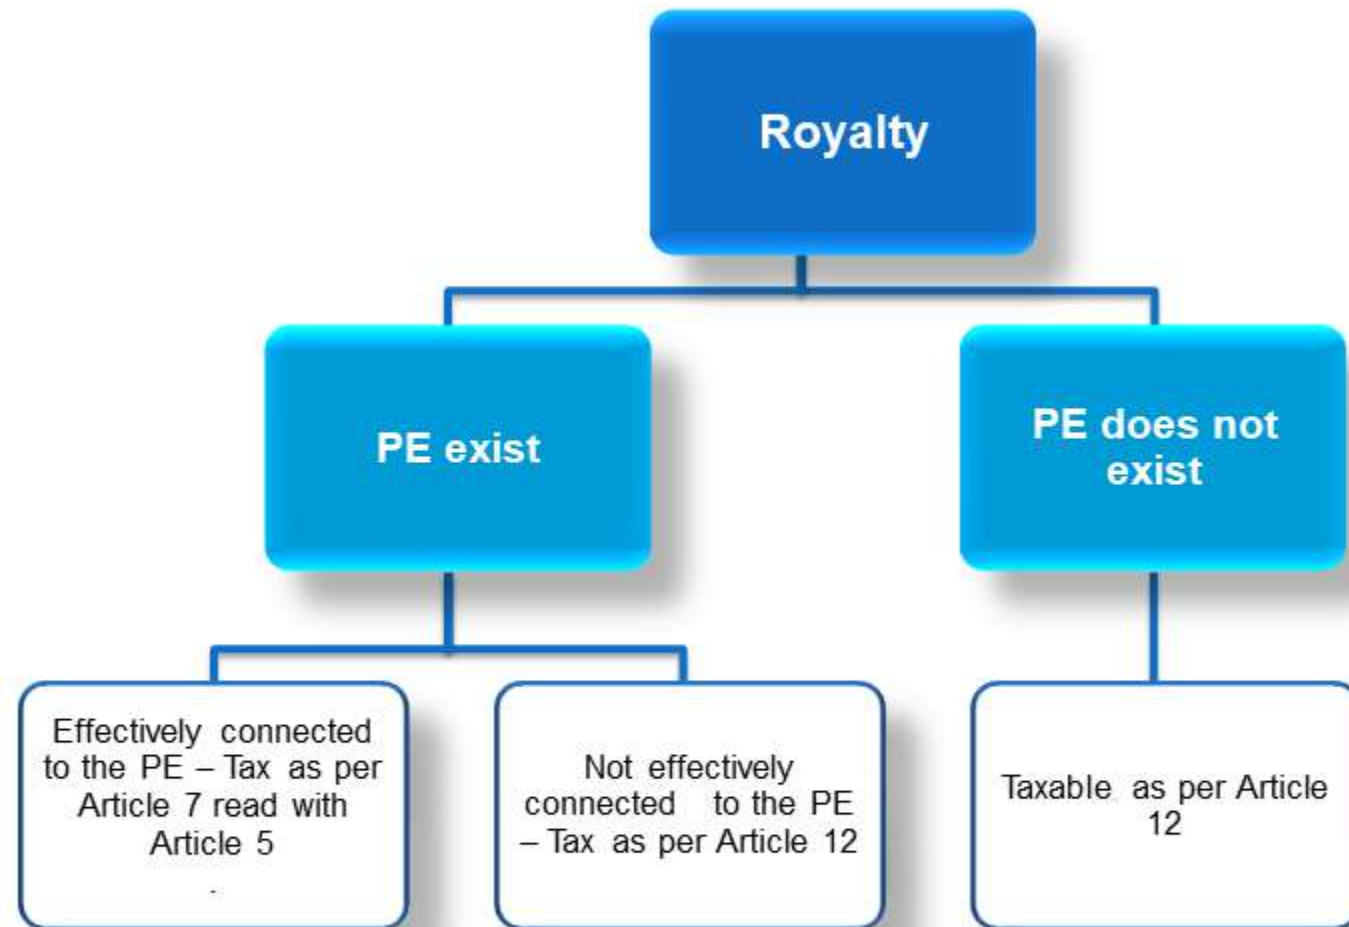 Royalty
PE exist
PE does not
exist
Effectively connected
to the PE – Tax as per
Article 7 read with
Article 5
.
Not effectively
connected to the PE
– Tax as per Article 12
Taxable as per Article
12